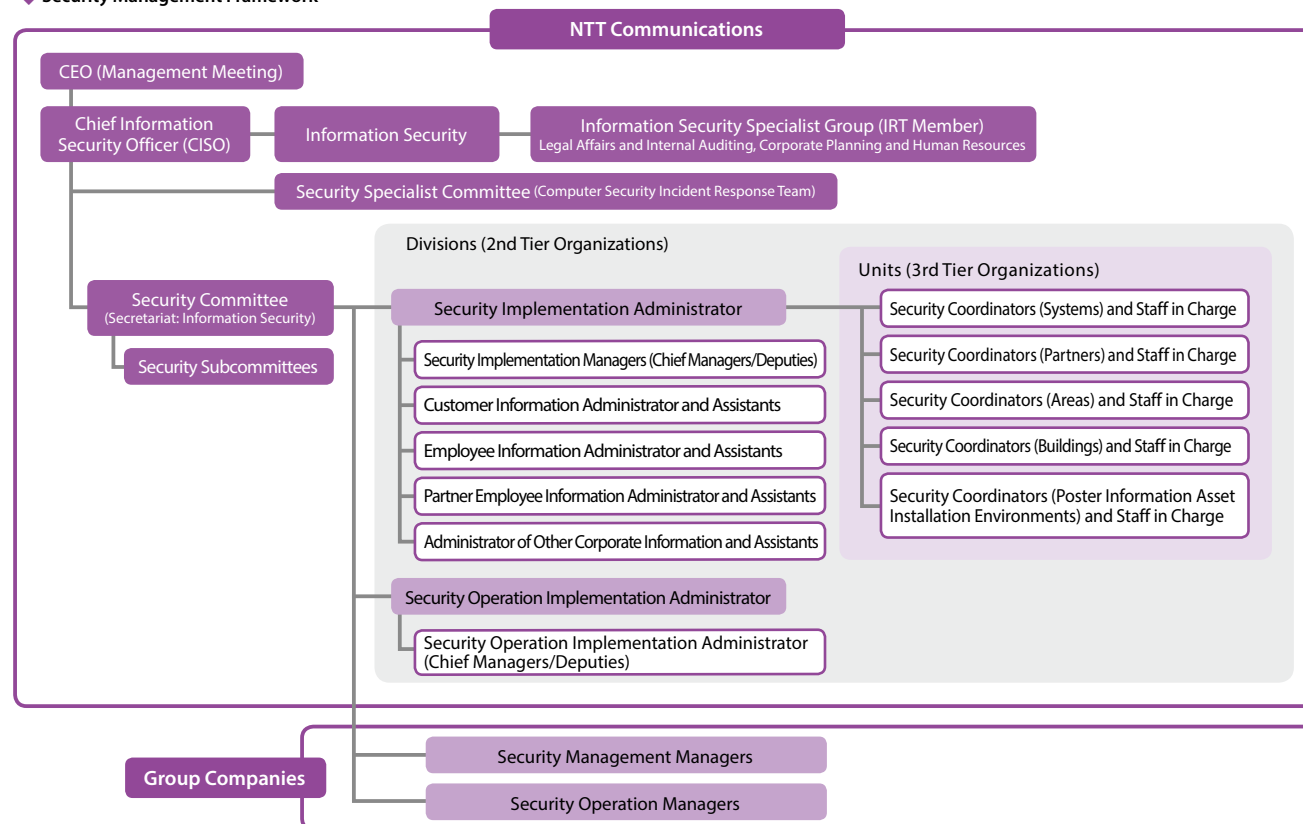 Security Management Framework
NTT Communications
CEO (Management Meeting)
Chief Information
Security Officer (CISO)
Information Security
Information Security Specialist Group (IRT Member)
Legal Affairs and Internal Auditing, Corporate Planning and Human Resources
Security Specialist Committee (Computer Security Incident Response Team)
Divisions (2nd Tier Organizations)
Units (3rd Tier Organizations)
Security Committee
(Secretariat: Information Security)
Security Subcommittees
Security Implementation Administrator
Security Implementation Managers (Chief Managers/Deputies)
Customer Information Administrator and Assistants
Employee Information Administrator and Assistants
Partner Employee Information Administrator and Assistants
Administrator of Other Corporate Information and Assistants
Security Coordinators (Systems) and Staff in Charge
Security Coordinators (Partners) and Staff in Charge
Security Coordinators (Areas) and Staff in Charge
Security Coordinators (Buildings) and Staff in Charge
Security Coordinators (Poster Information Asset
Installation Environments) and Staff in Charge
Security Operation Implementation Administrator
Security Operation Implementation Administrator
(Chief Managers/Deputies)
Group Companies
Security Management Managers
Security Operation Managers